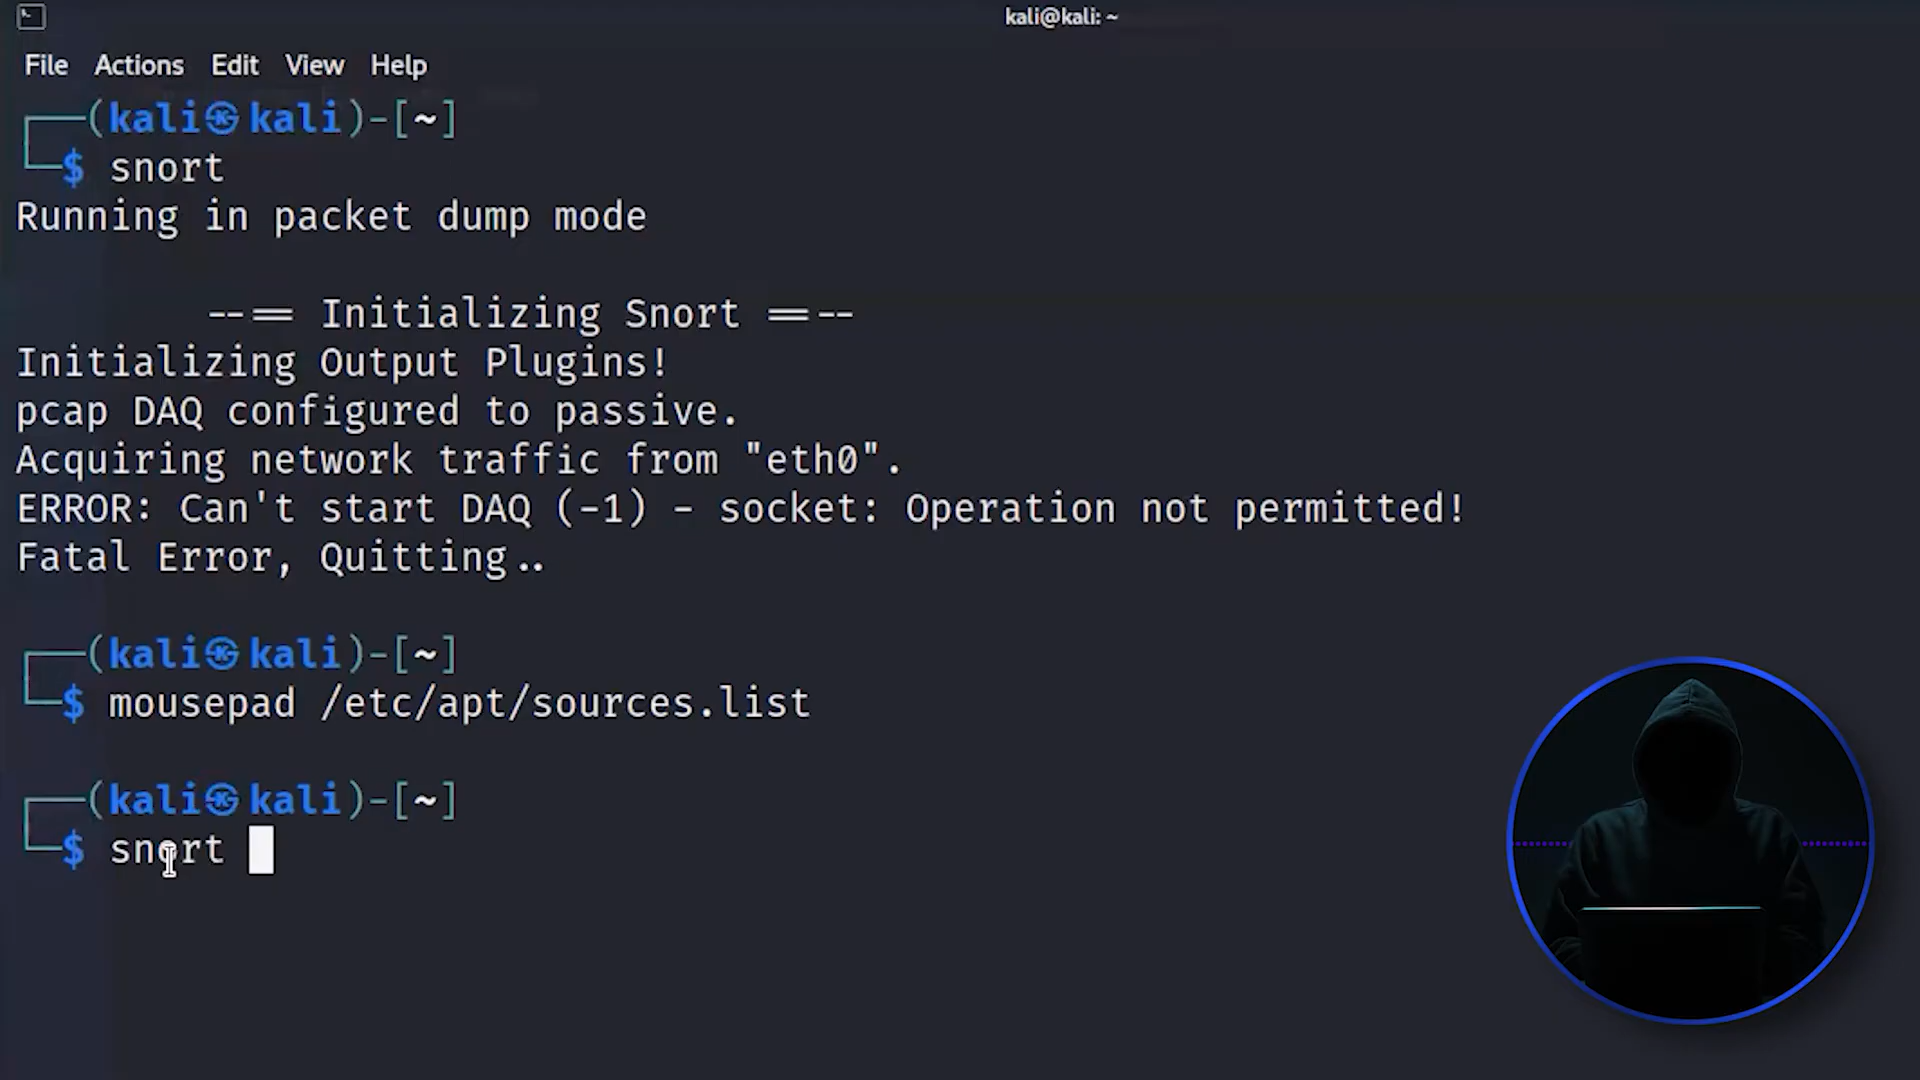 kali@kali: ~
File Actions Edit View Help
┌──(kali㉿kali)-[~]
└─$ snort
Running in packet dump mode
--== Initializing Snort ==--
Initializing Output Plugins!
pcap DAQ configured to passive.
Acquiring network traffic from "eth0".
ERROR: Can't start DAQ (-1) - socket: Operation not permitted!
Fatal Error, Quitting..
┌──(kali㉿kali)-[~]
└─$ mousepad /etc/apt/sources.list
┌──(kali㉿kali)-[~]
└─$ snort